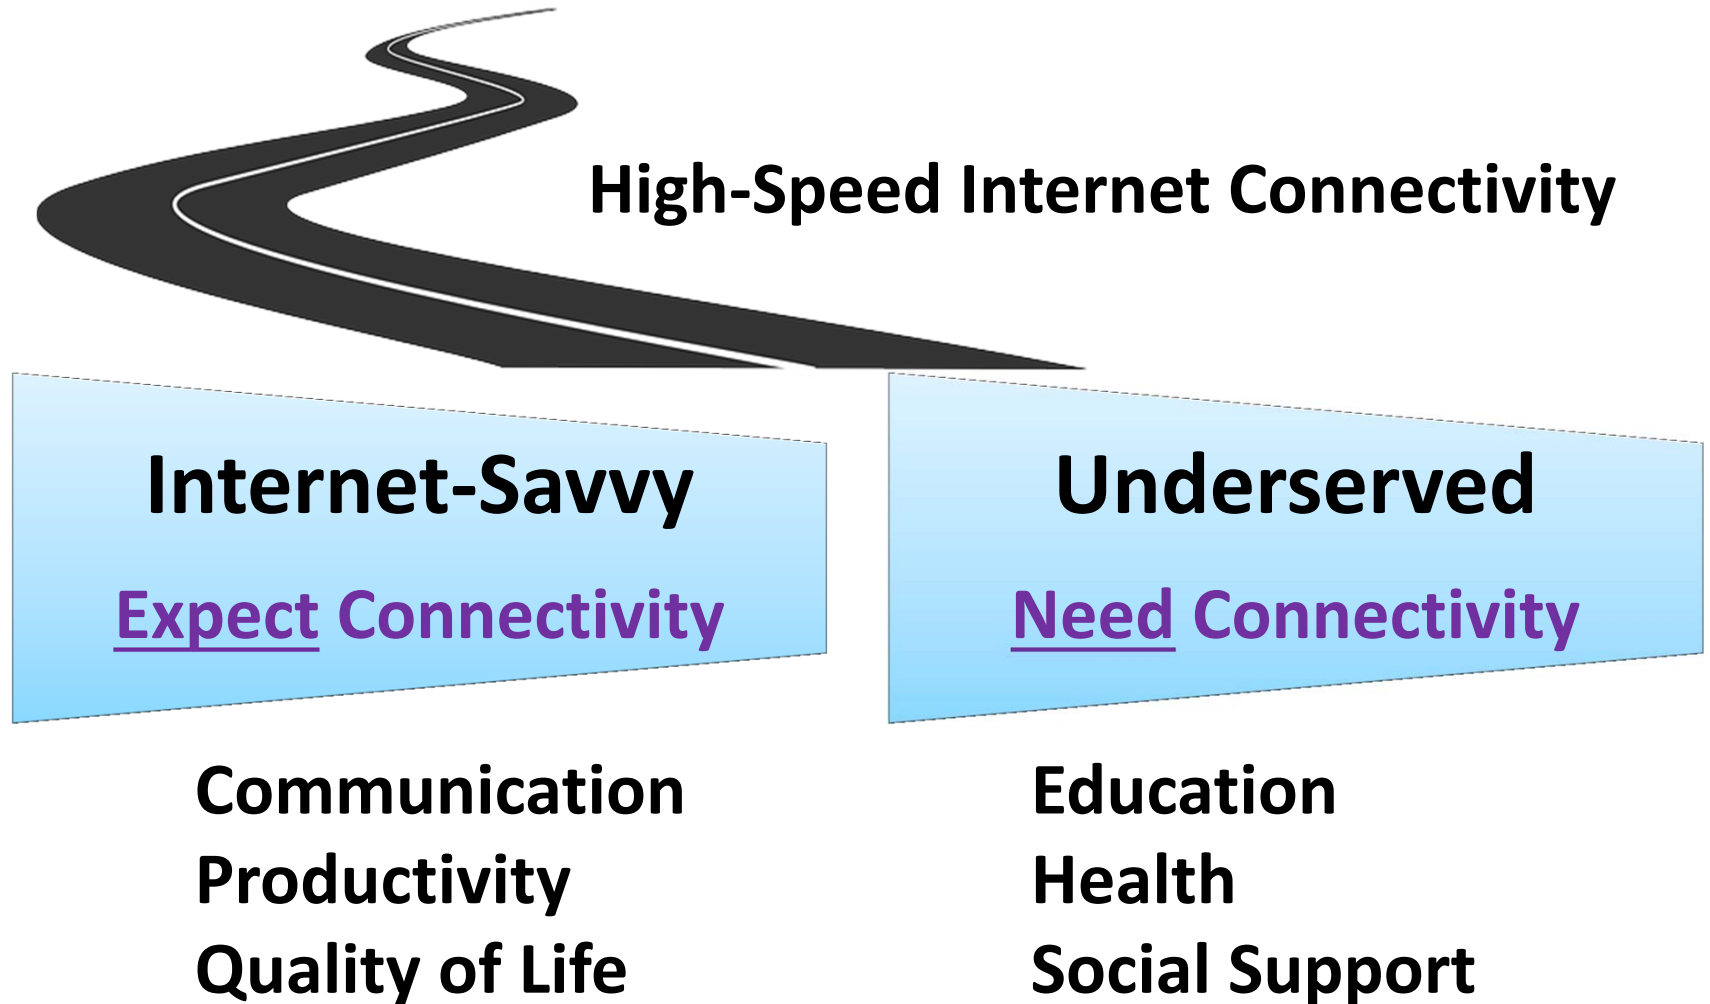 High-Speed Internet Connectivity
Internet-Savvy
Expect Connectivity
Communication
Productivity
Quality of Life
Underserved
Need Connectivity
Education
Health
Social Support